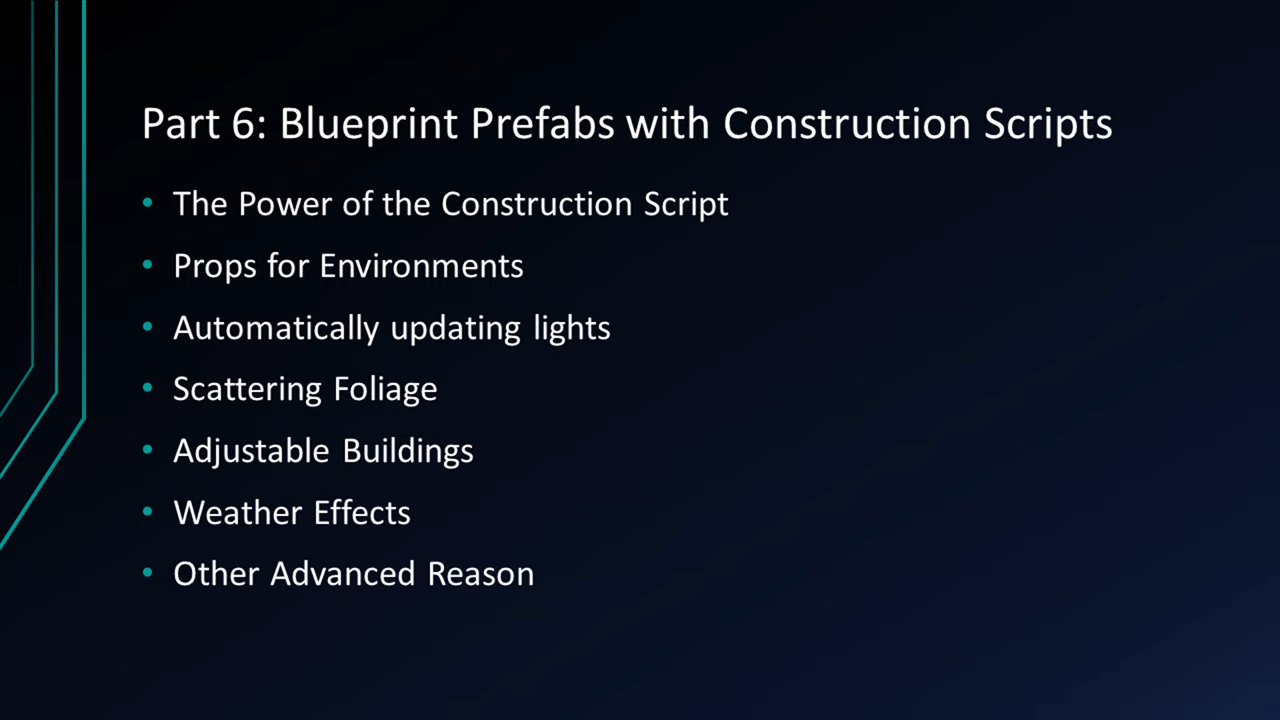 Part 6: Blueprint Prefabs with Construction Scripts
• The Power of the Construction Script
• Props for Environments
• Automatically updating lights
• Scattering Foliage
• Adjustable Buildings
• Weather Effects
• Other Advanced Reason